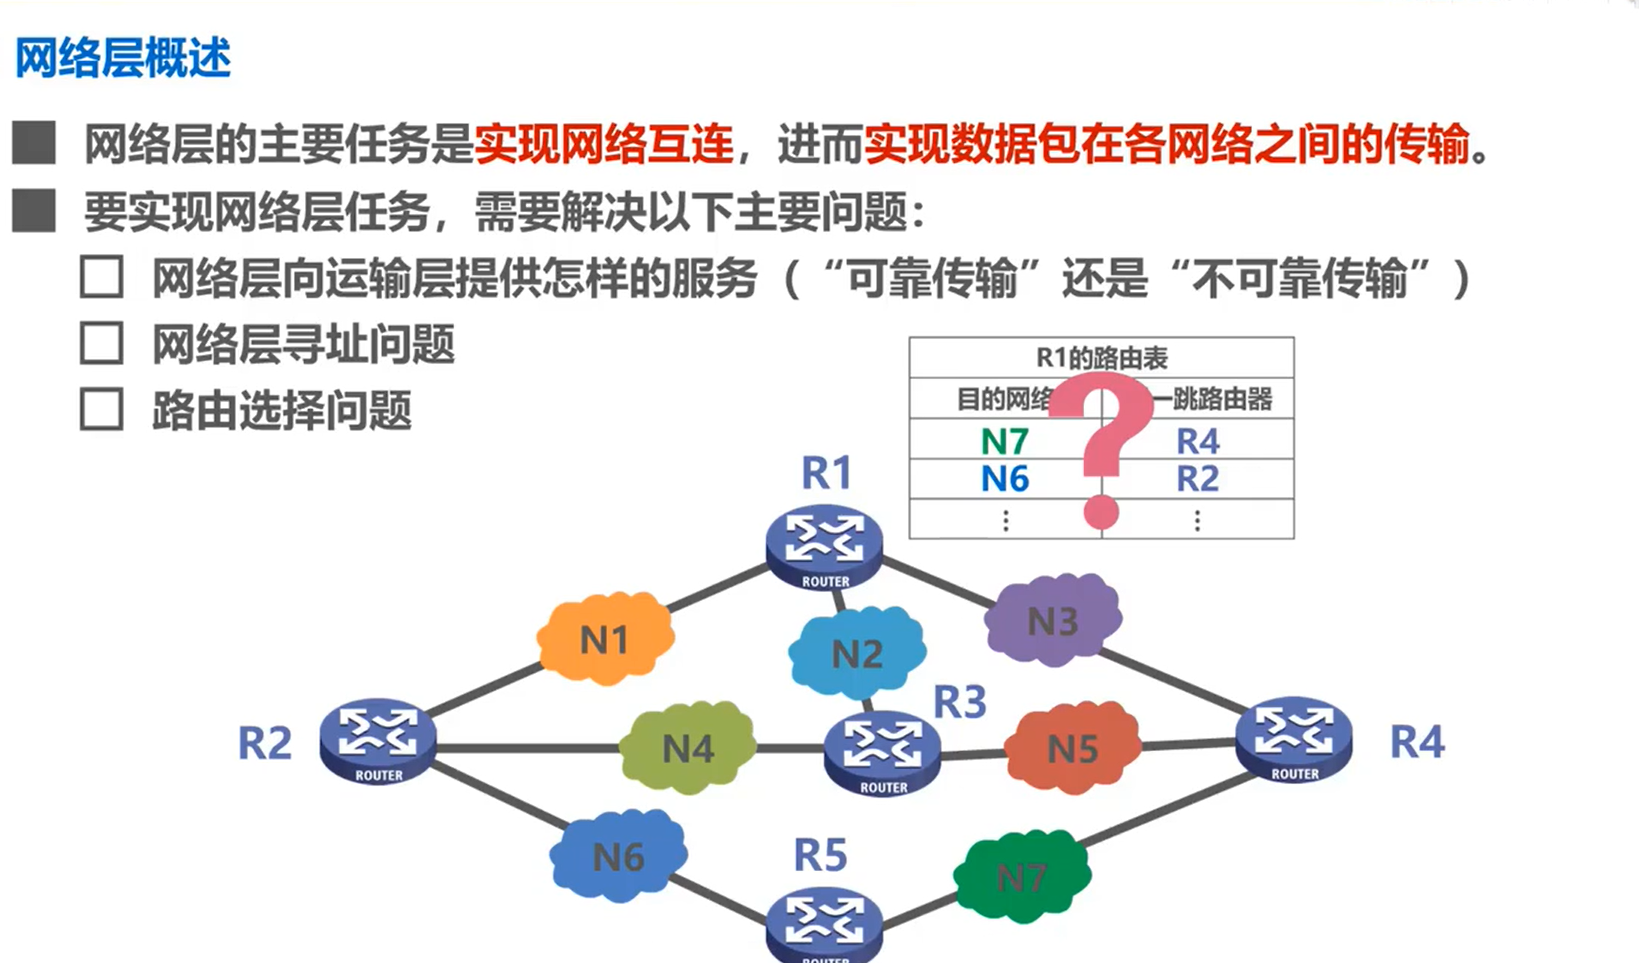 网络层概述
网络层的主要任务是实现网络互连，进而实现数据包在各网络之间的传输。
要实现网络层任务，需要解决以下主要问题：
网络层向运输层提供怎样的服务（“可靠传输”还是“不可靠传输”）
网络层寻址问题
路由选择问题
R1的路由表
目的网络 一跳路由器
?
N7 R4
N6 R2
⋮ ⋮
R1
ROUTER
N1
N2
N3
R2
ROUTER
N4
R3
ROUTER
N5
R4
ROUTER
N6
R5
ROUTER
N7